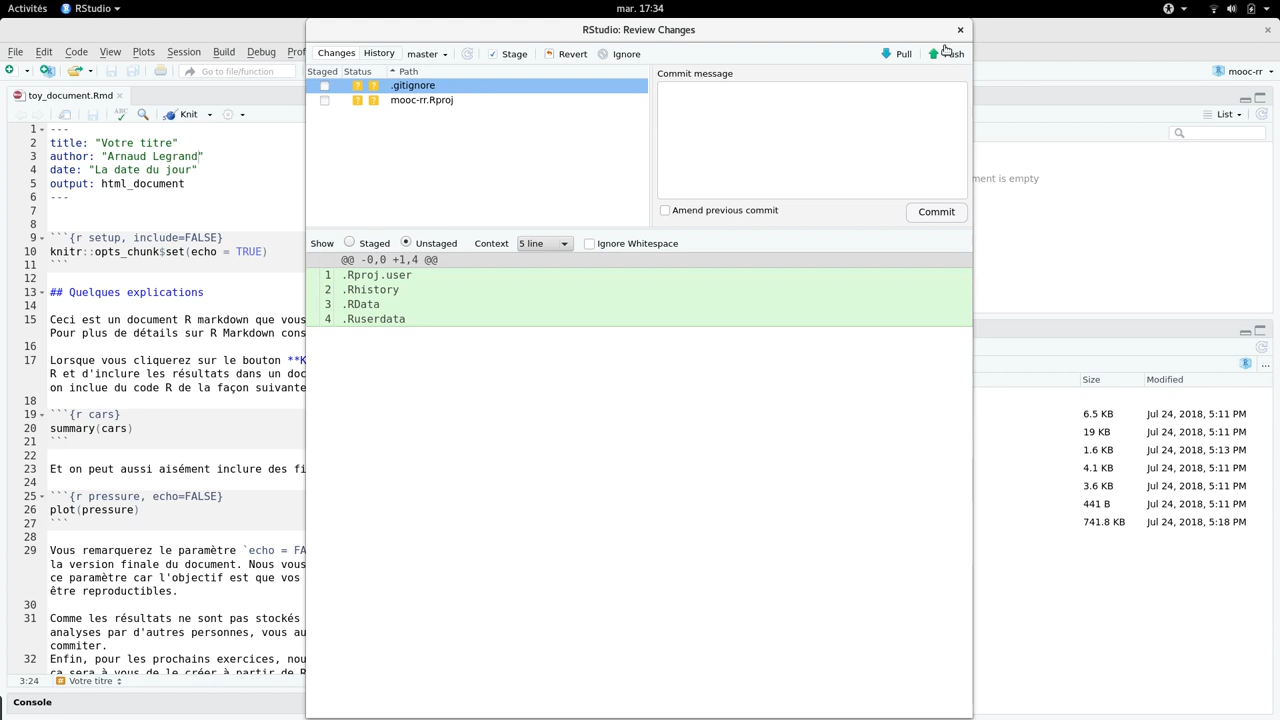 Activités RStudio mar. 17:34
RStudio: Review Changes
File Edit Code View Plots Session Build Debug
Changes History master Stage Revert Ignore Pull
Go to file/function
mooc-rr
Staged Status Path
Commit message
.gitignore
mooc-rr.Rproj
toy_document.Rmd
Knit
List
1 ---
2 title: "Votre titre"
3 author: "Arnaud Legrand"
4 date: "La date du jour"
5 output: html_document
6 ---
7
8
9 ```{r setup, include=FALSE}
10 knitr::opts_chunk$set(echo = TRUE)
11 ```
12
13 ## Quelques explications
14
15 Ceci est un document R markdown que vous
Pour plus de détails sur R Markdown cons
16
17 Lorsque vous cliquerez sur le bouton **K
R et d'inclure les résultats dans un doc
on inclue du code R de la façon suivante
18
19 ```{r cars}
20 summary(cars)
21 ```
22
23 Et on peut aussi aisément inclure des fi
24
25 ```{r pressure, echo=FALSE}
26 plot(pressure)
27 ```
28
29 Vous remarquerez le paramètre `echo = FA
la version finale du document. Nous vous
ce paramètre car l'objectif est que vos
être reproductibles.
30
31 Comme les résultats ne sont pas stockés
analyses par d'autres personnes, vous au
commiter.
32 Enfin, pour les prochains exercices, nou
3:24 Votre titre
Console
Amend previous commit Commit
Show Staged Unstaged Context 5 line Ignore Whitespace
@@ -0,0 +1,4 @@
1 .Rproj.user
2 .Rhistory
3 .RData
4 .Ruserdata
ment is empty
Size Modified
6.5 KB Jul 24, 2018, 5:11 PM
19 KB Jul 24, 2018, 5:11 PM
1.6 KB Jul 24, 2018, 5:13 PM
4.1 KB Jul 24, 2018, 5:11 PM
3.6 KB Jul 24, 2018, 5:11 PM
441 B Jul 24, 2018, 5:11 PM
741.8 KB Jul 24, 2018, 5:18 PM